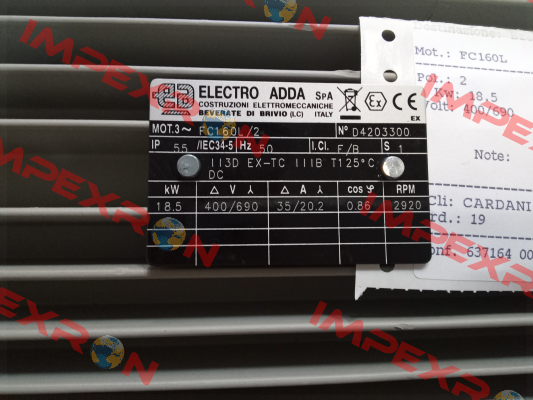 ELECTRO ADDA SpA
COSTRUZIONI ELETTROMECCANICHE
BEVERATE DI BRIVIO (LC) ITALY
Ex CE
EX
MOT.3~ FC160L/2 N° D4203300
IP 55 /IEC34-5 Hz 50 I.Cl. F/B S 1
II3D EX-TC IIIB T125°C
DC
kW Δ V Y Δ A Y cos φ RPM
18.5 400/690 35/20.2 0.86 2920
Mot.: FC160L
Pol.: 2
Kw: 18,5
Volt: 400/690
Note:
Cli: CARDANI
ord.: 19
Conf. 637164 00
IMPEXRON
IMPEXRON
IMPEXRON